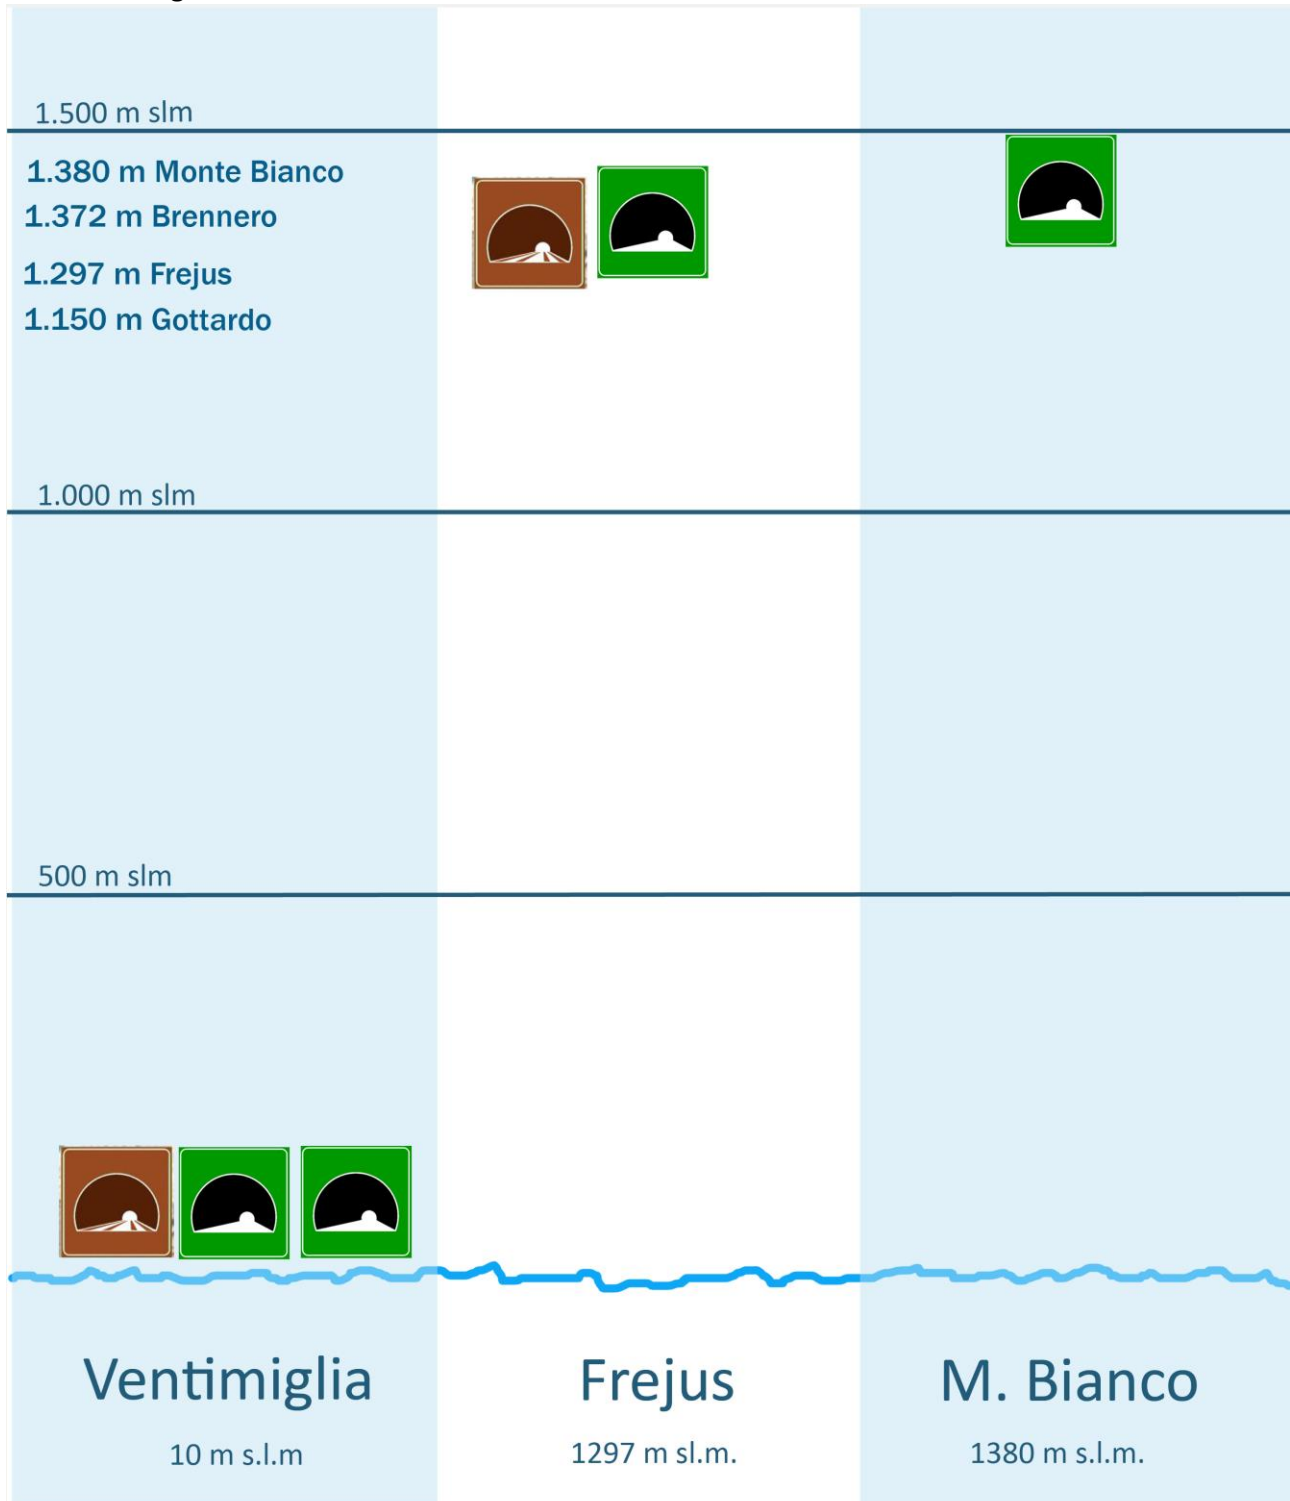 1.500 m slm
1.380 m Monte Bianco
1.372 m Brennero
1.297 m Frejus
1.150 m Gottardo
1.000 m slm
500 m slm
Ventimiglia
Frejus
M. Bianco
10 m s.l.m
1297 m sl.m.
1380 m s.l.m.